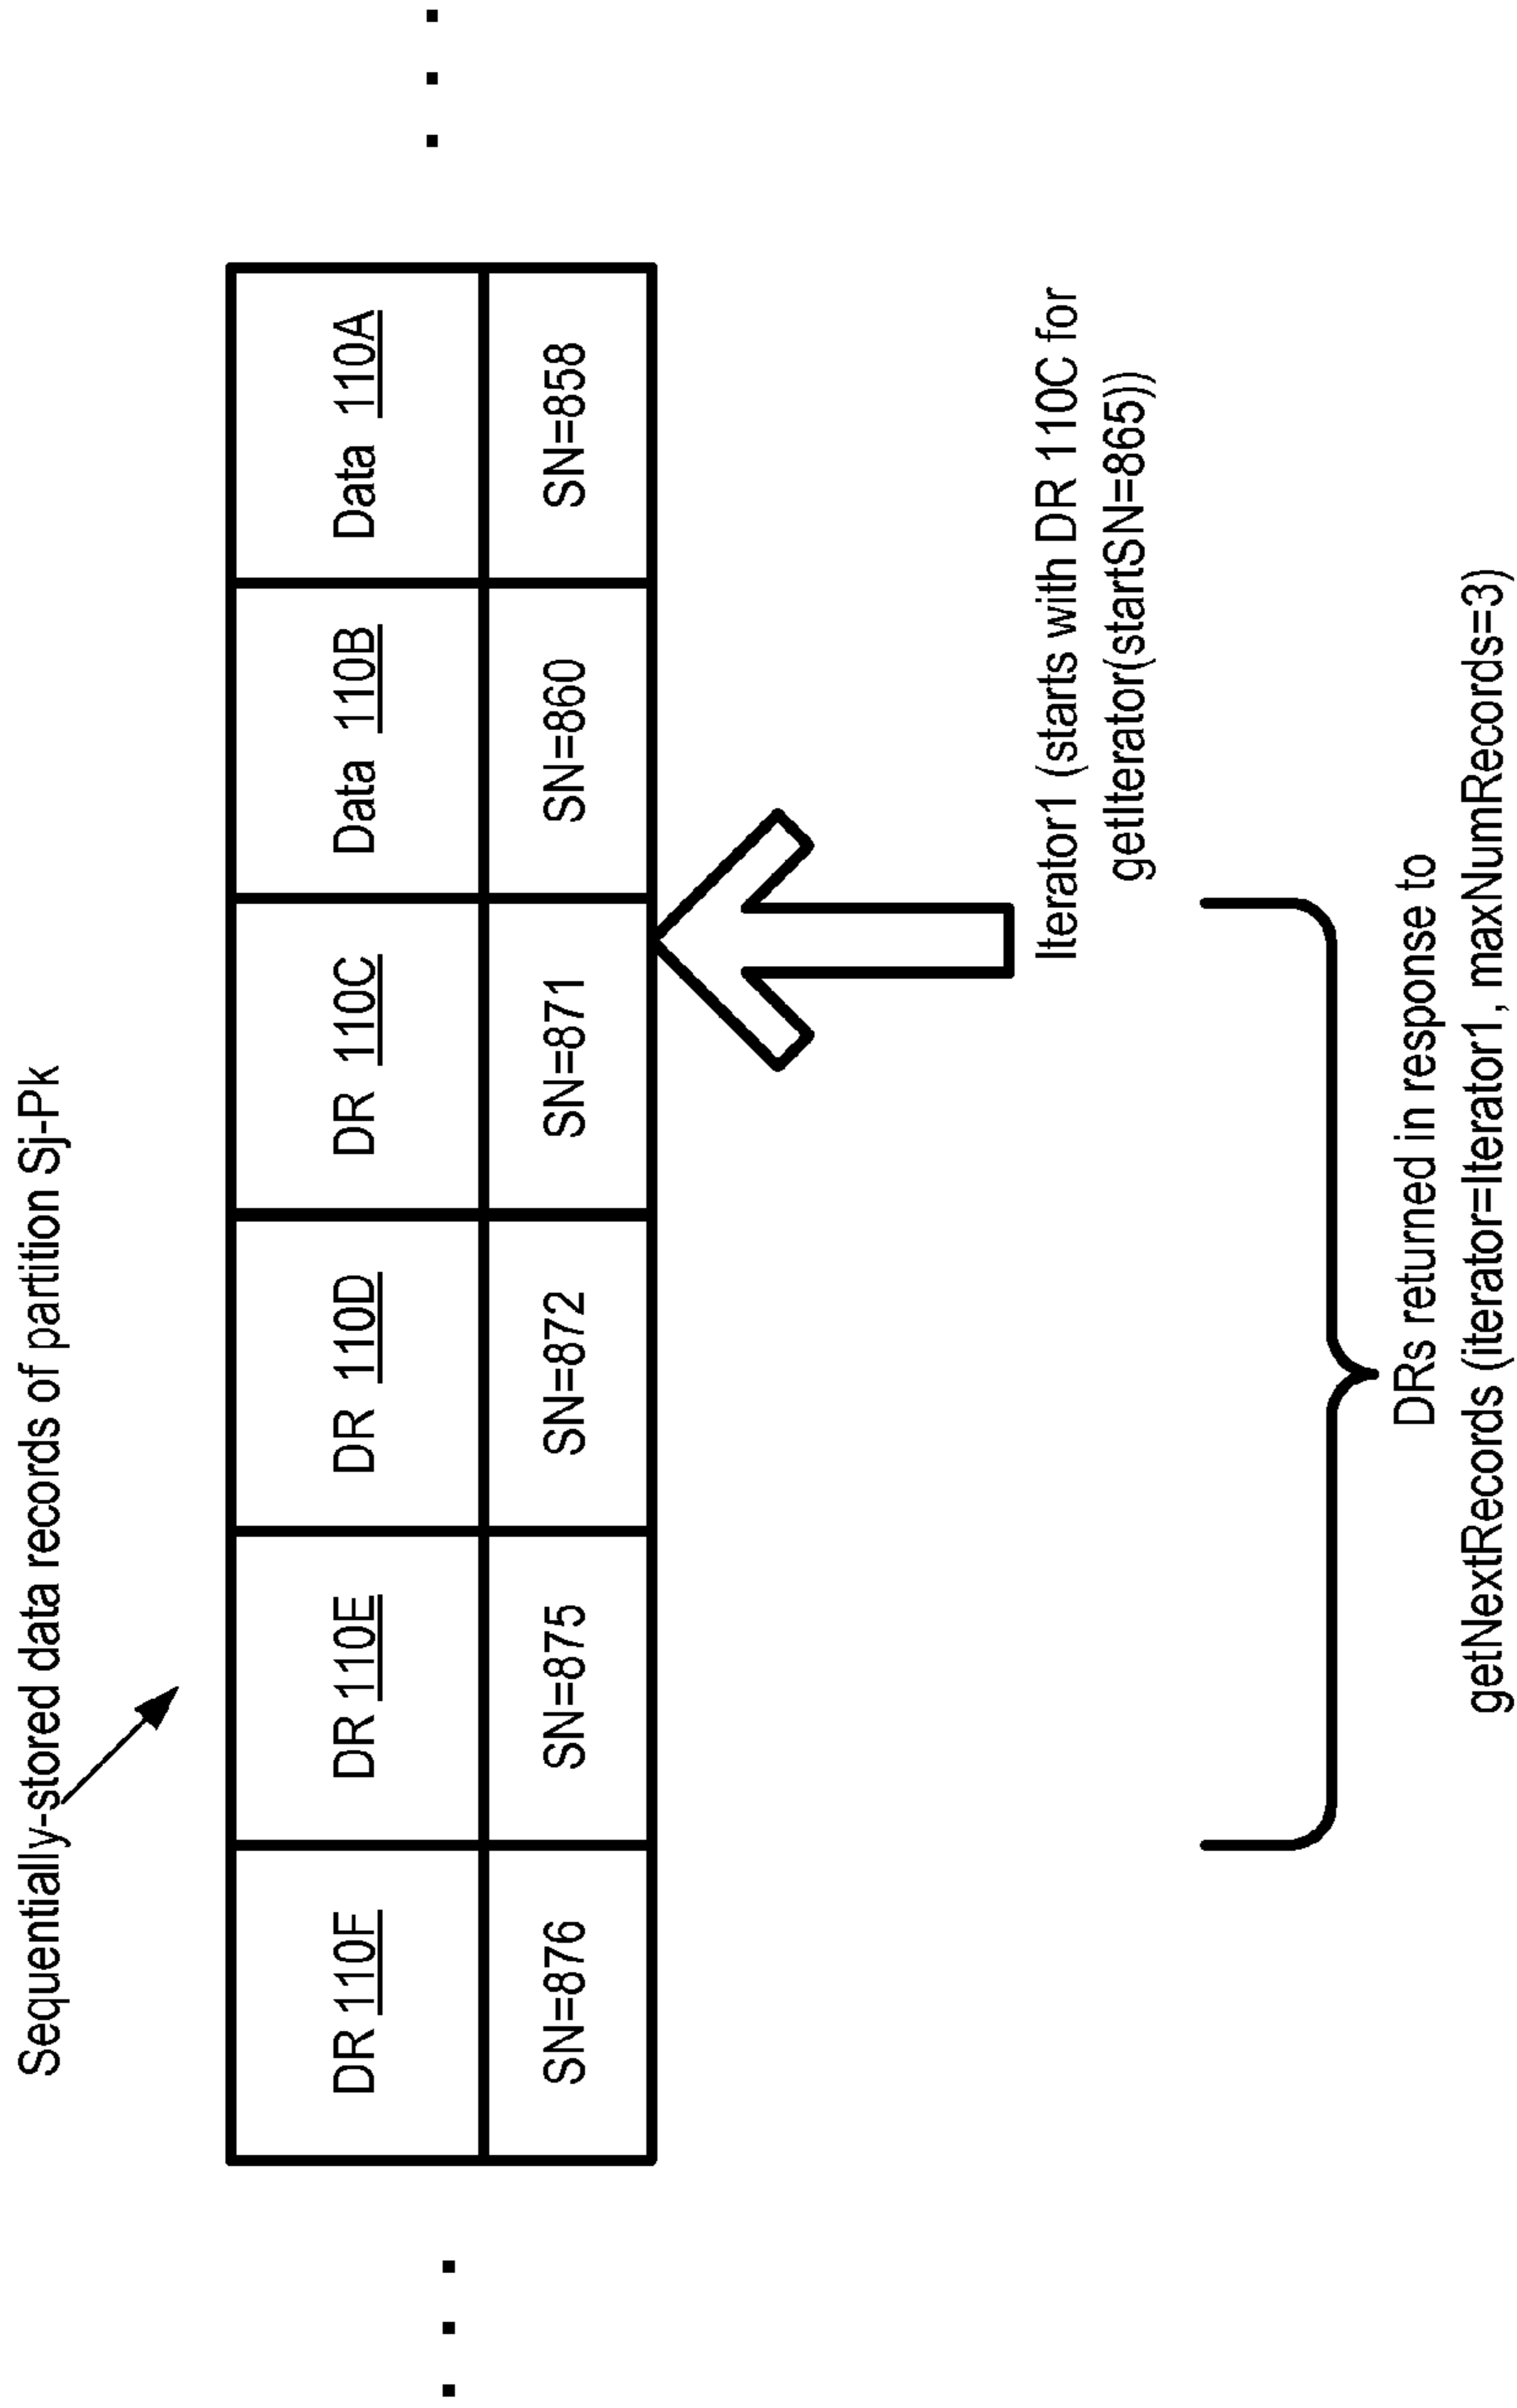 Sequentially-stored data records of partition Sj-Pk
DR 110F
DR 110E
DR 110D
DR 110C
Data 110B
Data 110A
SN=876
SN=875
SN=872
SN=871
SN=860
SN=858
Iterator1 (starts with DR 110C for
getIterator(startSN=865))
DRs returned in response to
getNextRecords (iterator=Iterator1, maxNumRecords=3)